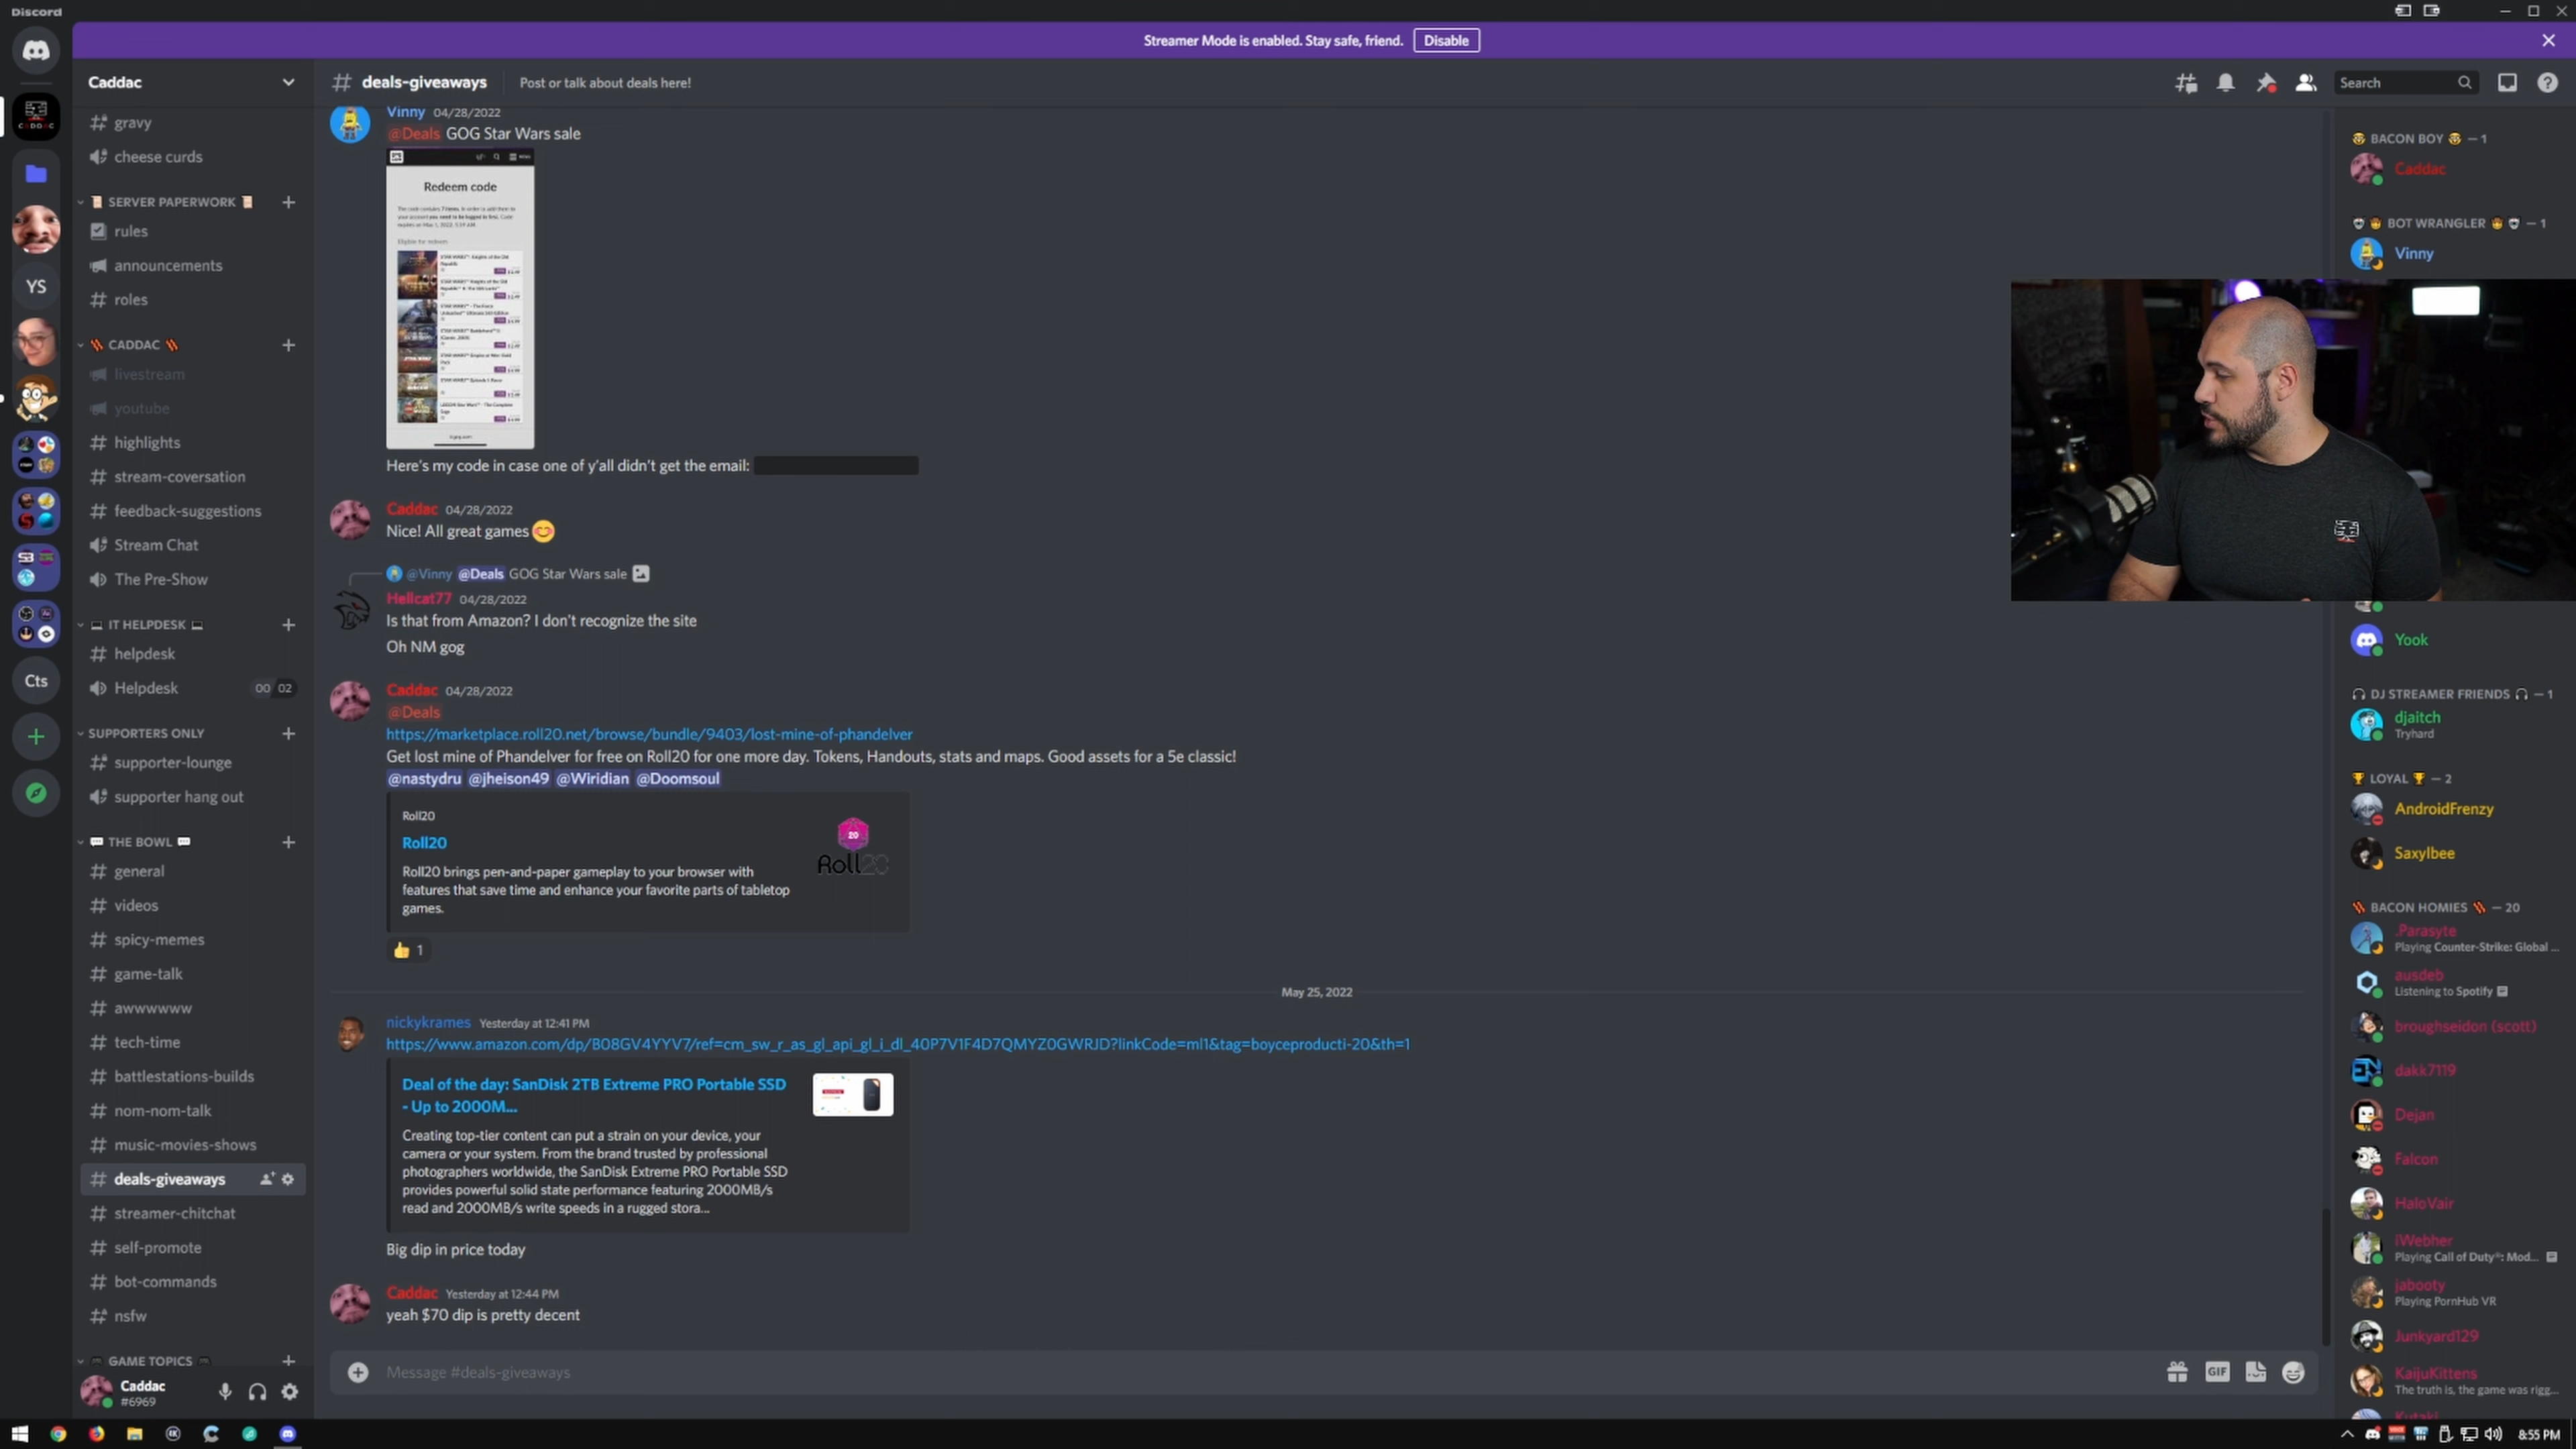 Discord
Streamer Mode is enabled. Stay safe, friend. Disable
Caddac
gravy
cheese curds
SERVER PAPERWORK
rules
announcements
roles
CADDAC
livestream
youtube
highlights
stream-coversation
feedback-suggestions
Stream Chat
The Pre-Show
IT HELPDESK
helpdesk
Helpdesk 00 02
SUPPORTERS ONLY
supporter-lounge
supporter hang out
THE BOWL
general
videos
spicy-memes
game-talk
awwwwww
tech-time
battlestations-builds
nom-nom-talk
music-movies-shows
deals-giveaways
streamer-chitchat
self-promote
bot-commands
nsfw
GAME TOPICS
Caddac
#6969
YS
Cts
deals-giveaways Post or talk about deals here!
Search
Vinny 04/28/2022
@Deals GOG Star Wars sale
Redeem code
Here's my code in case one of y'all didn't get the email:
Caddac 04/28/2022
Nice! All great games 😊
@Vinny @Deals GOG Star Wars sale
Hellcat77 04/28/2022
Is that from Amazon? I don't recognize the site
Oh NM gog
Caddac 04/28/2022
@Deals
https://marketplace.roll20.net/browse/bundle/9403/lost-mine-of-phandelver
Get lost mine of Phandelver for free on Roll20 for one more day. Tokens, Handouts, stats and maps. Good assets for a 5e classic!
@nastydru @jheison49 @Wiridian @Doomsoul
Roll20
Roll20
Roll20 brings pen-and-paper gameplay to your browser with
features that save time and enhance your favorite parts of tabletop
games.
20
Roll20
👍 1
May 25, 2022
nickykrames Yesterday at 12:41 PM
https://www.amazon.com/dp/B08GV4YYV7/ref=cm_sw_r_as_gl_api_gl_i_dl_40P7V1F4D7QMYZ0GWRJD?linkCode=ml1&tag=boyceproducti-20&th=1
Deal of the day: SanDisk 2TB Extreme PRO Portable SSD
- Up to 2000M...
Creating top-tier content can put a strain on your device, your
camera or your system. From the brand trusted by professional
photographers worldwide, the SanDisk Extreme PRO Portable SSD
provides powerful solid state performance featuring 2000MB/s
read and 2000MB/s write speeds in a rugged stora...
Big dip in price today
Caddac Yesterday at 12:44 PM
yeah $70 dip is pretty decent
Message #deals-giveaways
GIF
BACON BOY — 1
Caddac
BOT WRANGLER — 1
Vinny
Yook
DJ STREAMER FRIENDS — 1
djaitch
Tryhard
LOYAL — 2
AndroidFrenzy
Saxylbee
BACON HOMIES — 20
.Parasyte
Playing Counter-Strike: Global ...
ausdeb
Listening to Spotify
broughseidon (scott)
dakk7119
Dejan
Falcon
HaloVair
iWebher
Playing Call of Duty®: Mod...
jabooty
Playing PornHub VR
Junkyard129
KaijuKittens
The truth is, the game was rigg...
8:55 PM